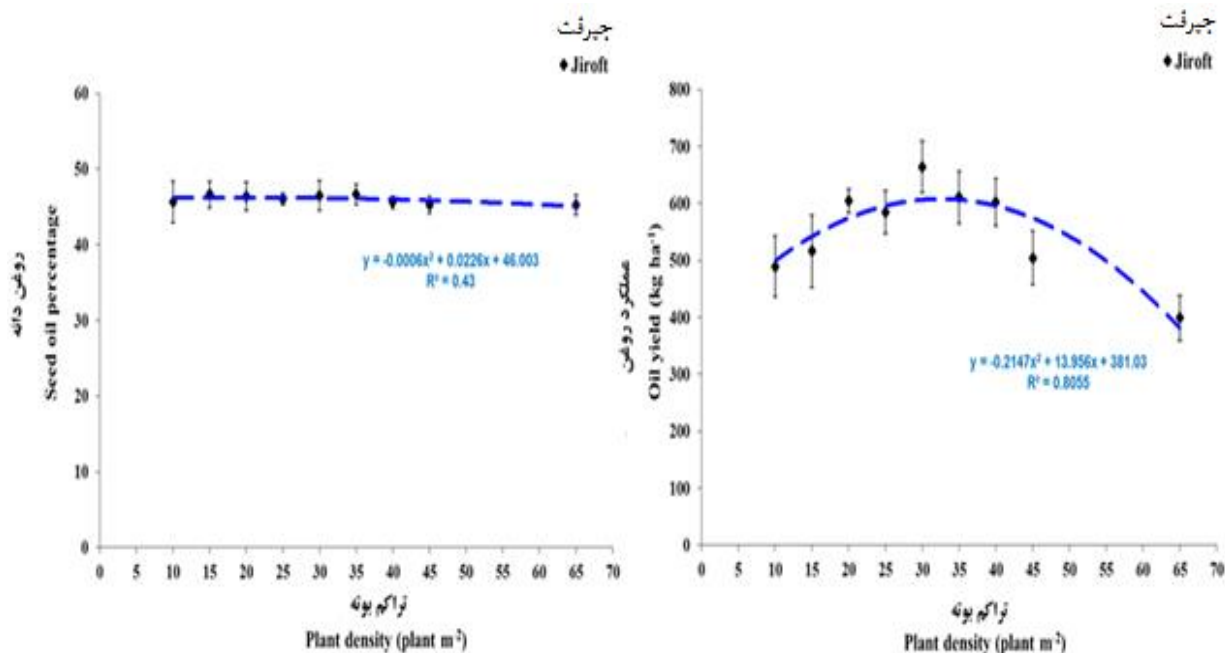 جیرفت
Jiroft
60
50
40
30
20
10
0
روغن دانه
Seed oil percentage
y = -0.0006x² + 0.0226x + 46.003
R² = 0.43
0 5 10 15 20 25 30 35 40 45 50 55 60 65 70
تراکم بوته
Plant density (plant m⁻²)
جیرفت
Jiroft
800
700
600
500
400
300
200
100
0
عملکرد روغن
Oil yield (kg ha⁻¹)
y = -0.2147x² + 13.956x + 381.03
R² = 0.8055
0 5 10 15 20 25 30 35 40 45 50 55 60 65 70
تراکم بوته
Plant density (plant m⁻²)